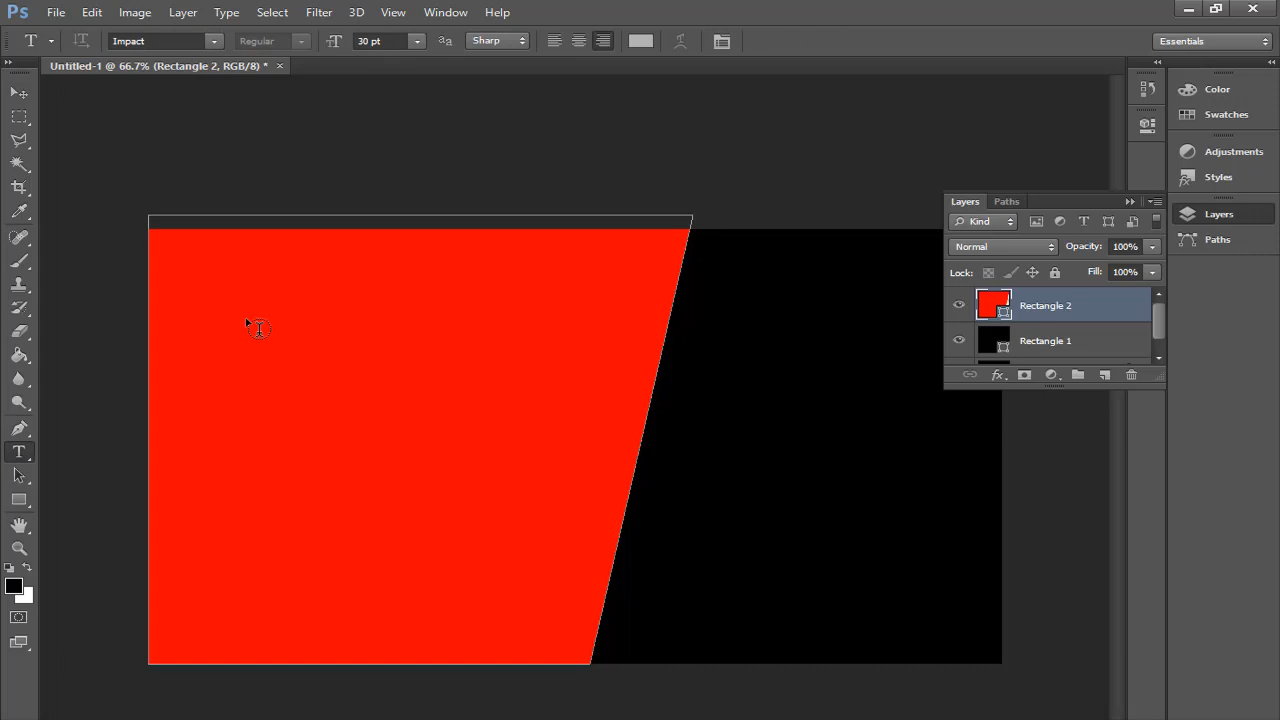 Ps File Edit Image Layer Type Select Filter 3D View Window Help
T T Impact Regular T 30 pt aa Sharp Essentials
Untitled-1 @ 66.7% (Rectangle 2, RGB/8) * ×
Color
Swatches
Adjustments
Styles
Layers
Paths
Layers Paths
Kind T
Normal Opacity: 100%
Lock: Fill: 100%
Rectangle 2
Rectangle 1
fx
T